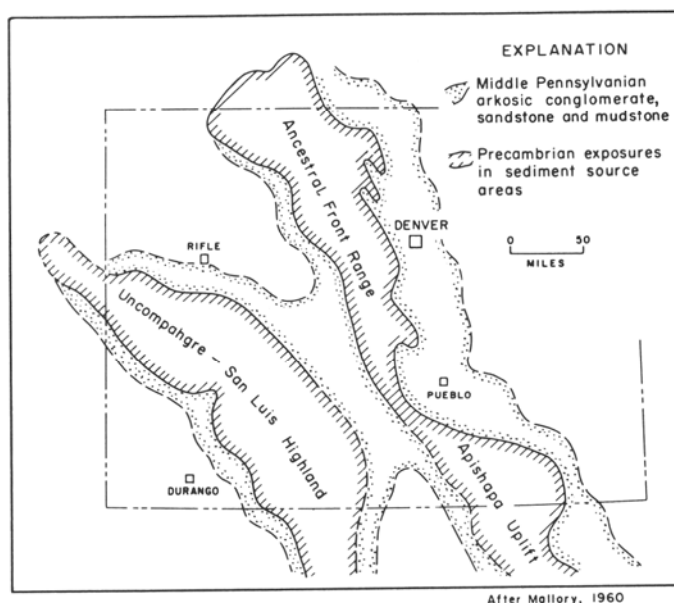 EXPLANATION
Middle Pennsylvanian
arkosic conglomerate,
sandstone and mudstone
Precambrian exposures
in sediment source
areas
Ancestral Front Range
DENVER
0 50
MILES
RIFLE
Uncompahgre – San Luis Highland
PUEBLO
Apishapa Uplift
DURANGO
After Mallory, 1960